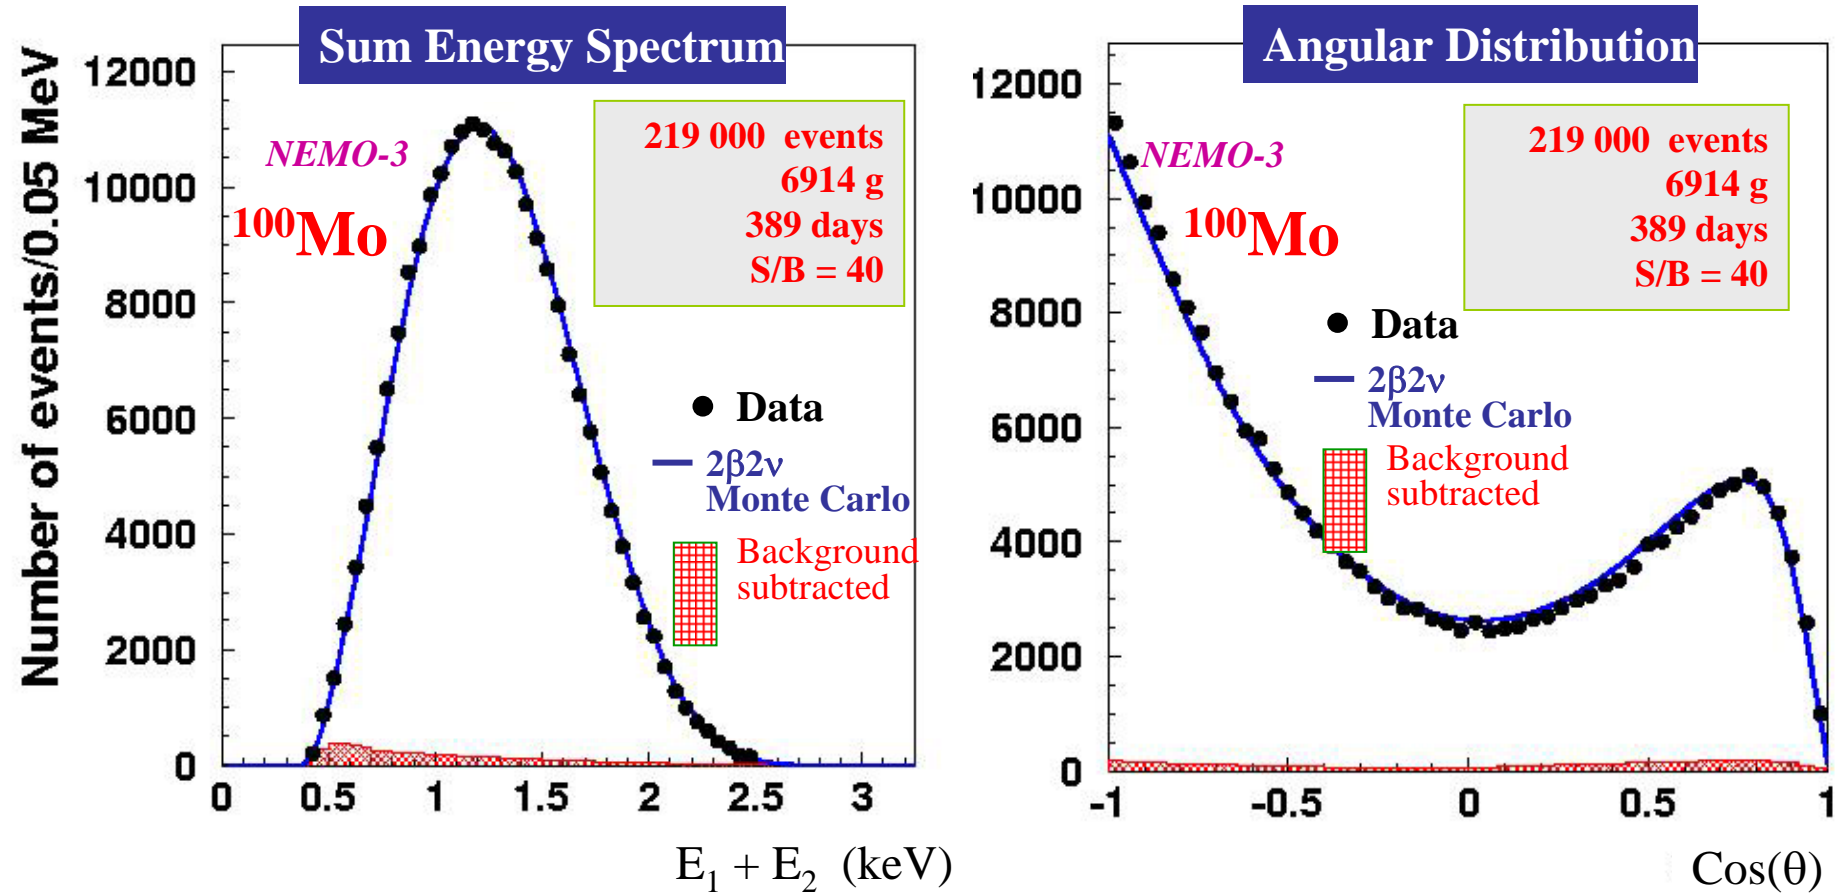 Sum Energy Spectrum
Number of events/0.05 MeV
12000
10000
8000
6000
4000
2000
0
NEMO-3
¹⁰⁰Mo
219 000 events
6914 g
389 days
S/B = 40
Data
2β2ν
Monte Carlo
Background
subtracted
0 0.5 1 1.5 2 2.5 3
E₁ + E₂ (keV)
Angular Distribution
12000
10000
8000
6000
4000
2000
0
NEMO-3
¹⁰⁰Mo
219 000 events
6914 g
389 days
S/B = 40
Data
2β2ν
Monte Carlo
Background
subtracted
-1 -0.5 0 0.5 1
Cos(θ)